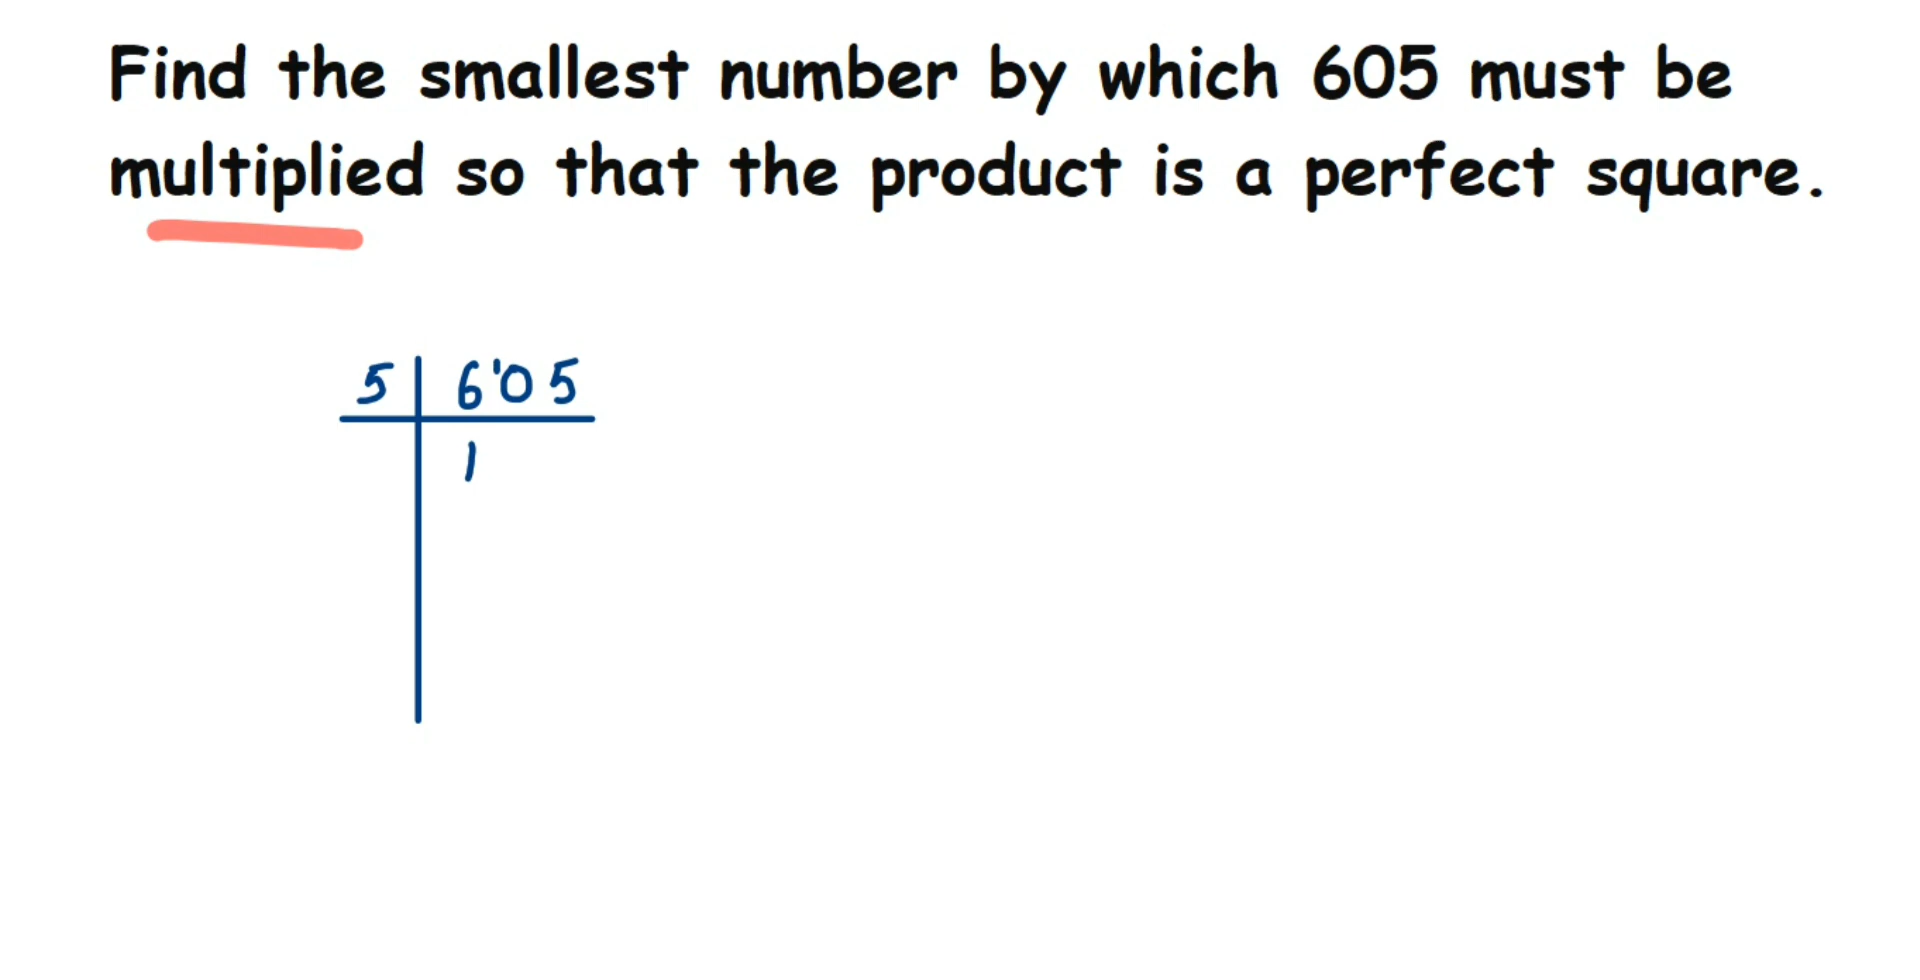 Find the smallest number by which 605 must be
multiplied so that the product is a perfect square.
5 6'05
1